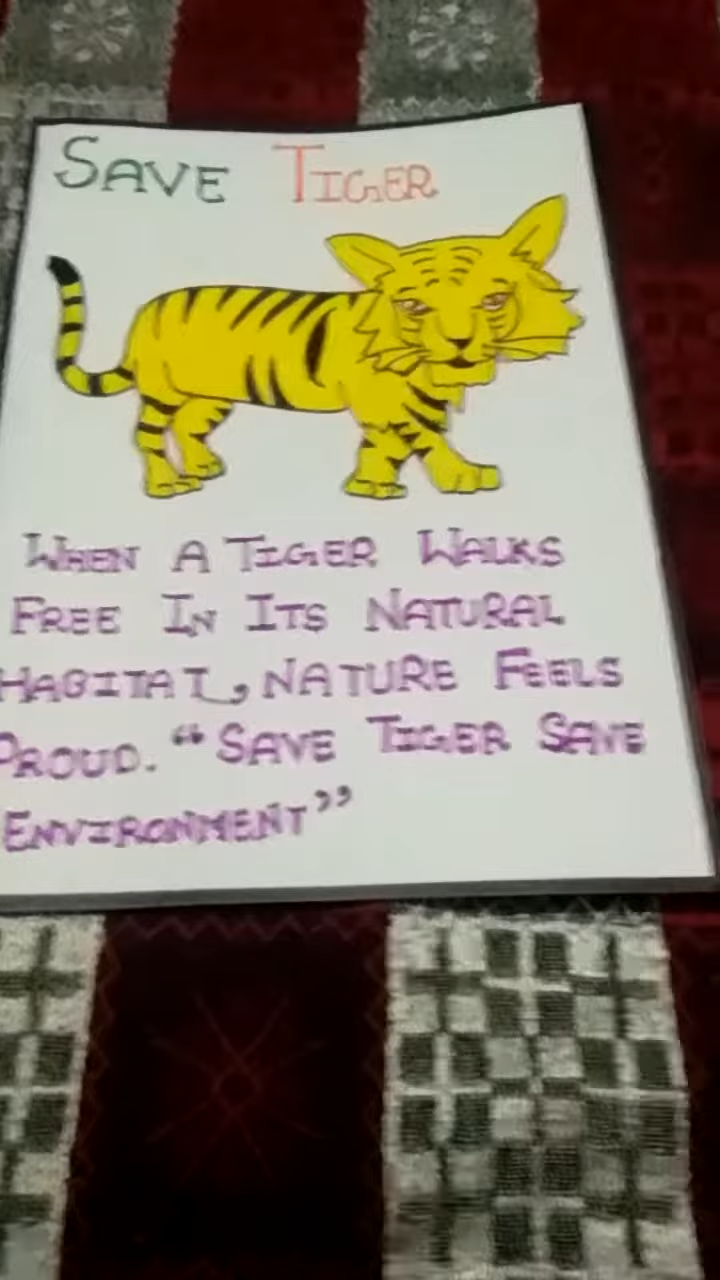 SAVE TIGER
WHEN A TIGER WALKS
FREE IN ITS NATURAL
HABITAT, NATURE FEELS
PROUD. “SAVE TIGER SAVE
ENVIRONMENT”